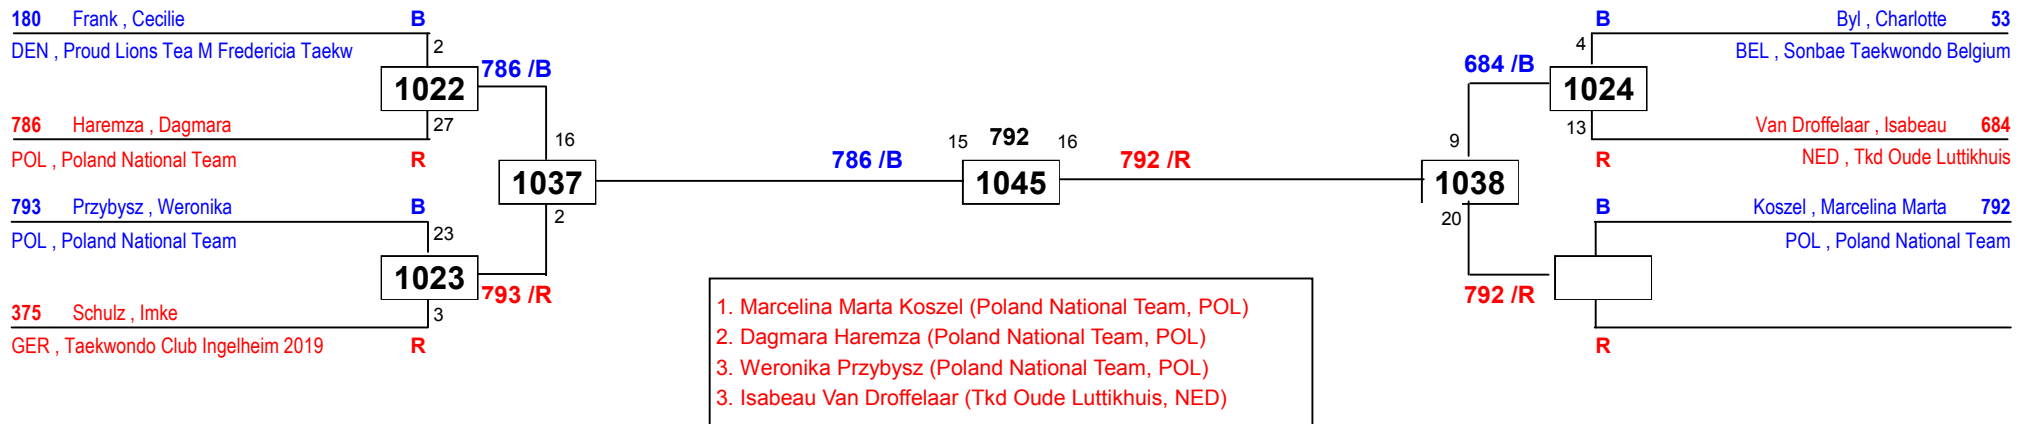 180 Frank , Cecilie B
2
DEN , Proud Lions Tea M Fredericia Taekw
786 /B
1022
27
786 Haremza , Dagmara
POL , Poland National Team R
16
1037
2
793 Przybysz , Weronika B
23
POL , Poland National Team
1023
793 /R
3
375 Schulz , Imke
GER , Taekwondo Club Ingelheim 2019 R
786 /B
15 792 16
1045
792 /R
B Byl , Charlotte 53
4
BEL , Sonbae Taekwondo Belgium
684 /B
1024
13
Van Droffelaar , Isabeau 684
R NED , Tkd Oude Luttikhuis
9
1038
20
B Koszel , Marcelina Marta 792
POL , Poland National Team
792 /R
R
1. Marcelina Marta Koszel (Poland National Team, POL)
2. Dagmara Haremza (Poland National Team, POL)
3. Weronika Przybysz (Poland National Team, POL)
3. Isabeau Van Droffelaar (Tkd Oude Luttikhuis, NED)